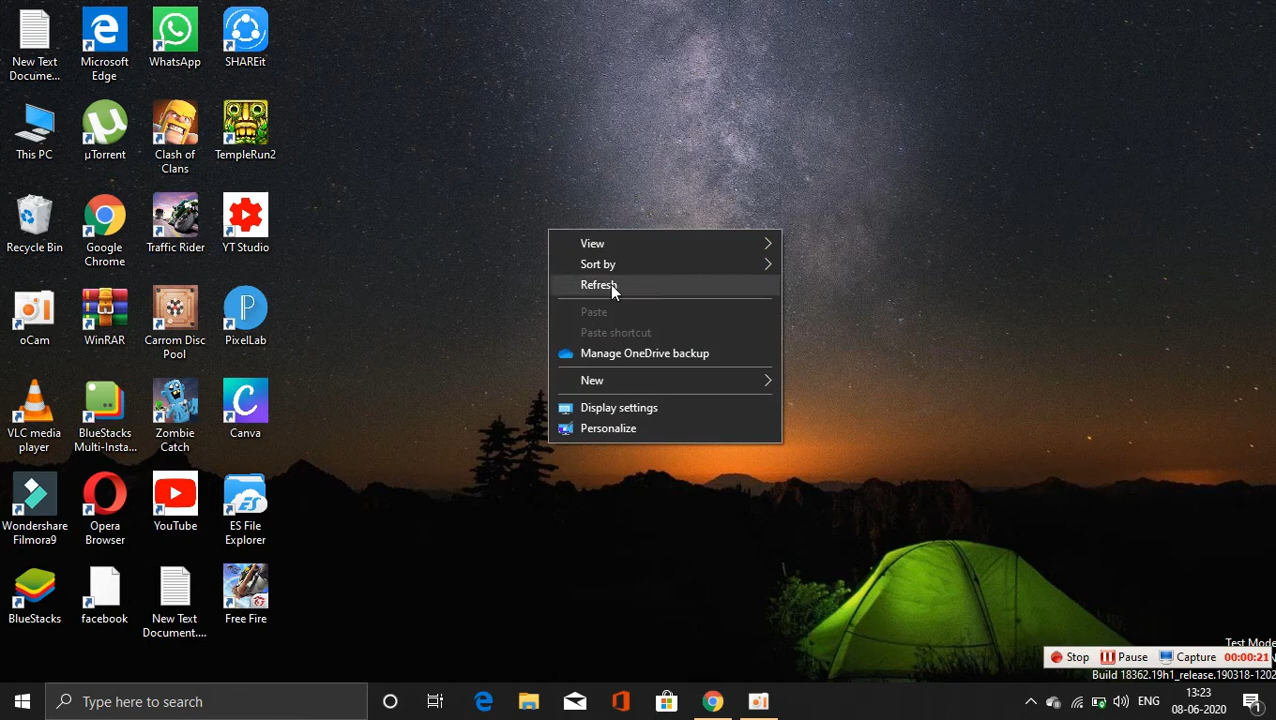 New Text
Docume...
Microsoft
Edge
WhatsApp
SHAREit
This PC
µTorrent
Clash of
Clans
TempleRun2
Recycle Bin
Google
Chrome
Traffic Rider
YT Studio
oCam
WinRAR
Carrom Disc
Pool
PixelLab
VLC media
player
BlueStacks
Multi-Insta...
Zombie
Catch
Canva
Wondershare
Filmora9
Opera
Browser
YouTube
ES File
Explorer
BlueStacks
facebook
New Text
Document....
Free Fire
View
Sort by
Refresh
Paste
Paste shortcut
Manage OneDrive backup
New
Display settings
Personalize
Test Mode
Stop
Pause
Capture
00:00:21
Build 18362.19h1_release.190318-1202
Type here to search
ENG
13:23
08-06-2020
1